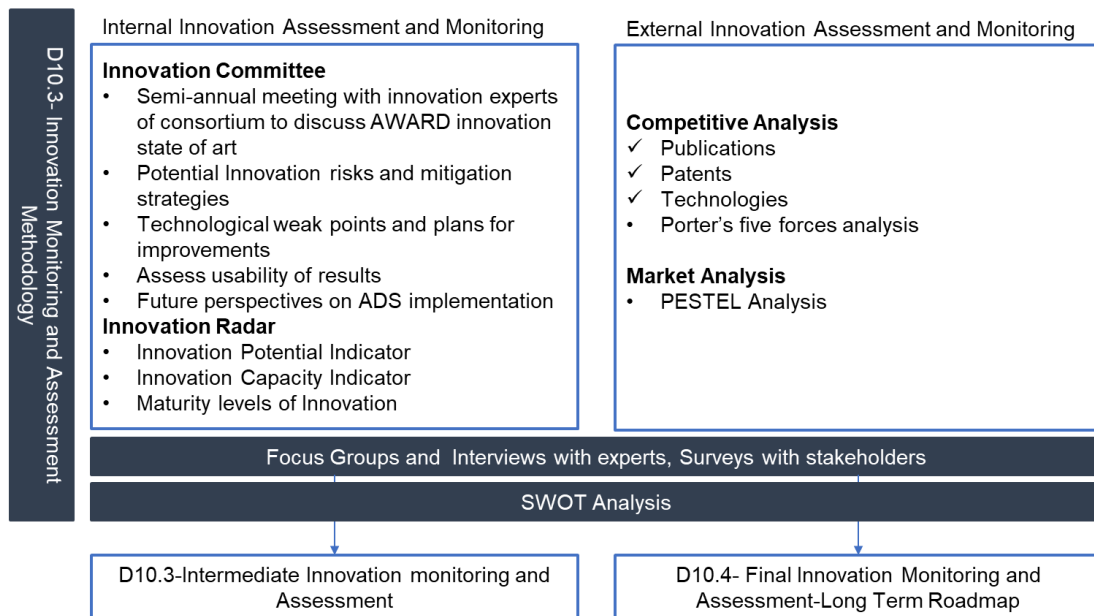 D10.3- Innovation Monitoring and Assessment
Methodology
Internal Innovation Assessment and Monitoring
Innovation Committee
• Semi-annual meeting with innovation experts
of consortium to discuss AWARD innovation
state of art
• Potential Innovation risks and mitigation
strategies
• Technological weak points and plans for
improvements
• Assess usability of results
• Future perspectives on ADS implementation
Innovation Radar
• Innovation Potential Indicator
• Innovation Capacity Indicator
• Maturity levels of Innovation
External Innovation Assessment and Monitoring
Competitive Analysis
✓ Publications
✓ Patents
✓ Technologies
• Porter’s five forces analysis
Market Analysis
• PESTEL Analysis
Focus Groups and Interviews with experts, Surveys with stakeholders
SWOT Analysis
D10.3-Intermediate Innovation monitoring and
Assessment
D10.4- Final Innovation Monitoring and
Assessment-Long Term Roadmap